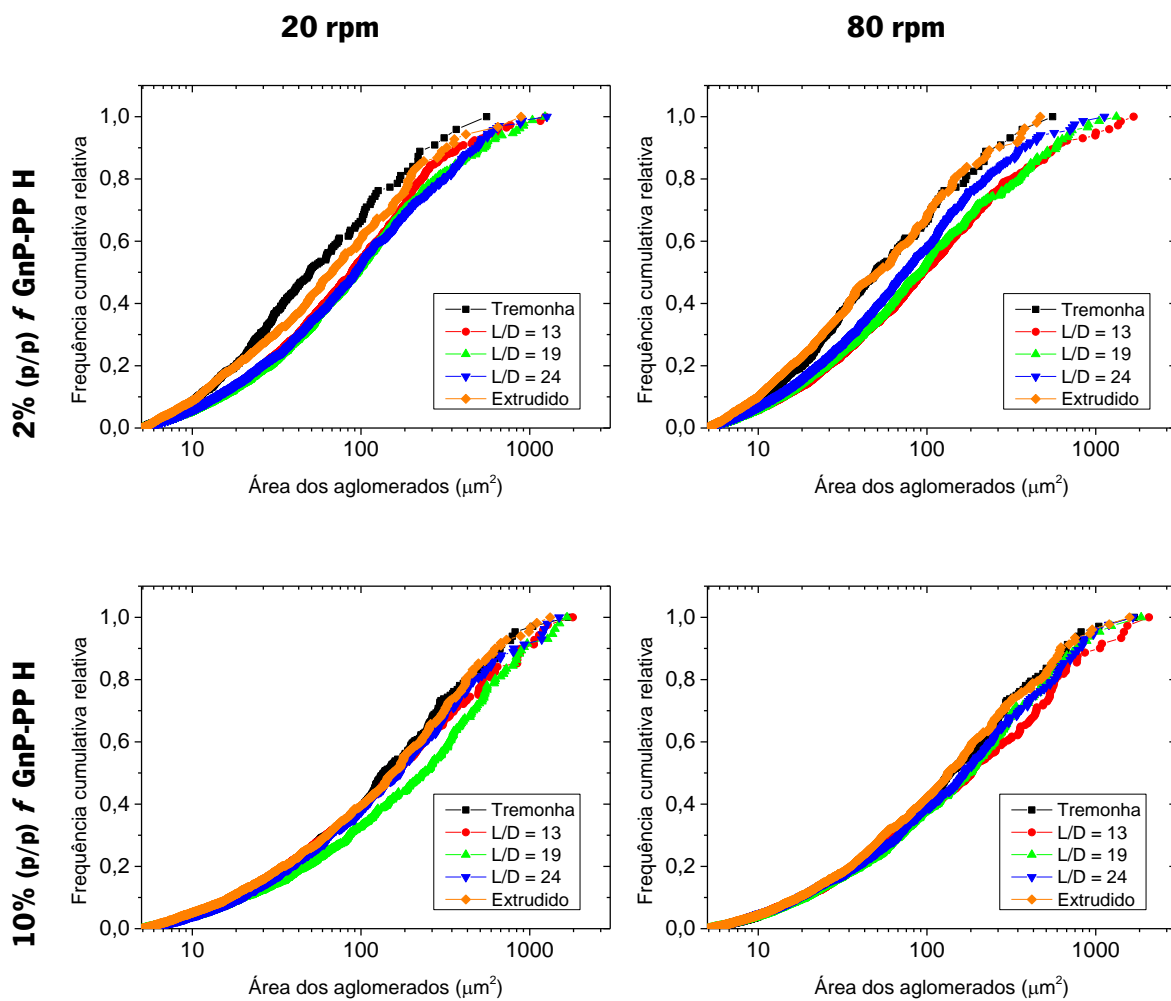 20 rpm
80 rpm
2% (p/p) f GnP-PP H
Frequência cumulativa relativa
1,0
0,8
0,6
0,4
0,2
0,0
Tremonha
L/D = 13
L/D = 19
L/D = 24
Extrudido
10
100
1000
Área dos aglomerados (μm²)
Frequência cumulativa relativa
1,0
0,8
0,6
0,4
0,2
0,0
Tremonha
L/D = 13
L/D = 19
L/D = 24
Extrudido
10
100
1000
Área dos aglomerados (μm²)
10% (p/p) f GnP-PP H
Frequência cumulativa relativa
1,0
0,8
0,6
0,4
0,2
0,0
Tremonha
L/D = 13
L/D = 19
L/D = 24
Extrudido
10
100
1000
Área dos aglomerados (μm²)
Frequência cumulativa relativa
1,0
0,8
0,6
0,4
0,2
0,0
Tremonha
L/D = 13
L/D = 19
L/D = 24
Extrudido
10
100
1000
Área dos aglomerados (μm²)